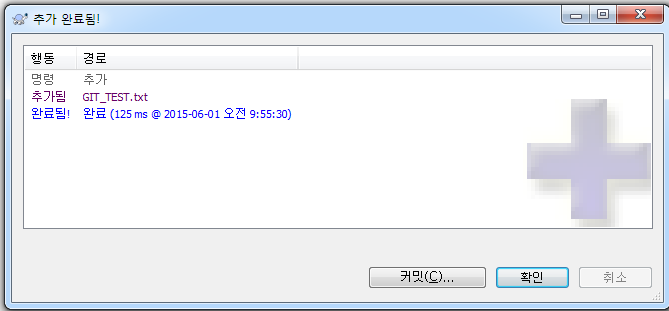 추가 완료됨!
행동 경로
명령 추가
추가됨 GIT_TEST.txt
완료됨! 완료 (125 ms @ 2015-06-01 오전 9:55:30)
커밋(C)... 확인 취소